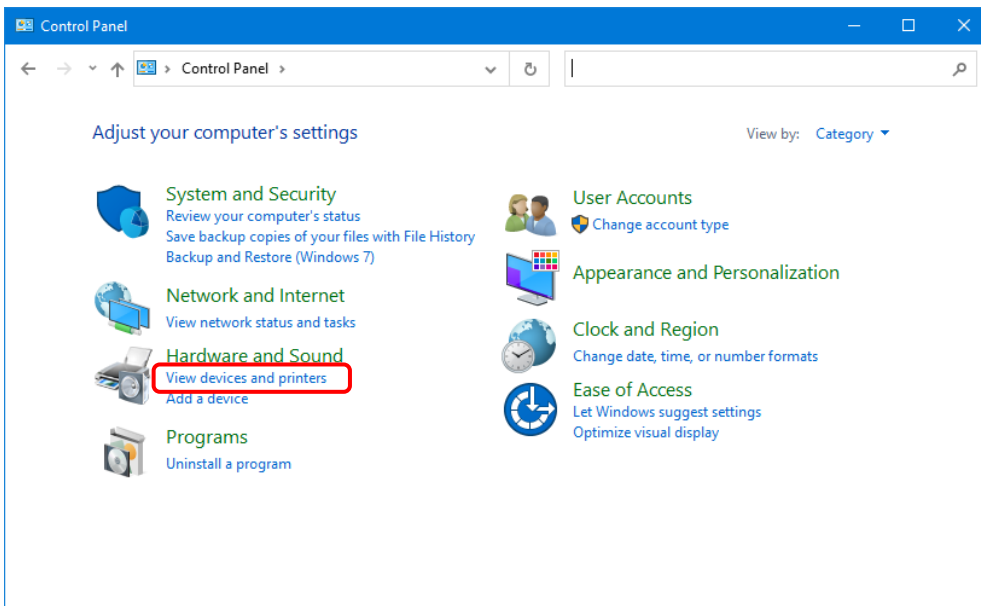 Control Panel
Control Panel
Adjust your computer's settings
View by: Category
System and Security
Review your computer's status
Save backup copies of your files with File History
Backup and Restore (Windows 7)
Network and Internet
View network status and tasks
Hardware and Sound
View devices and printers
Add a device
Programs
Uninstall a program
User Accounts
Change account type
Appearance and Personalization
Clock and Region
Change date, time, or number formats
Ease of Access
Let Windows suggest settings
Optimize visual display